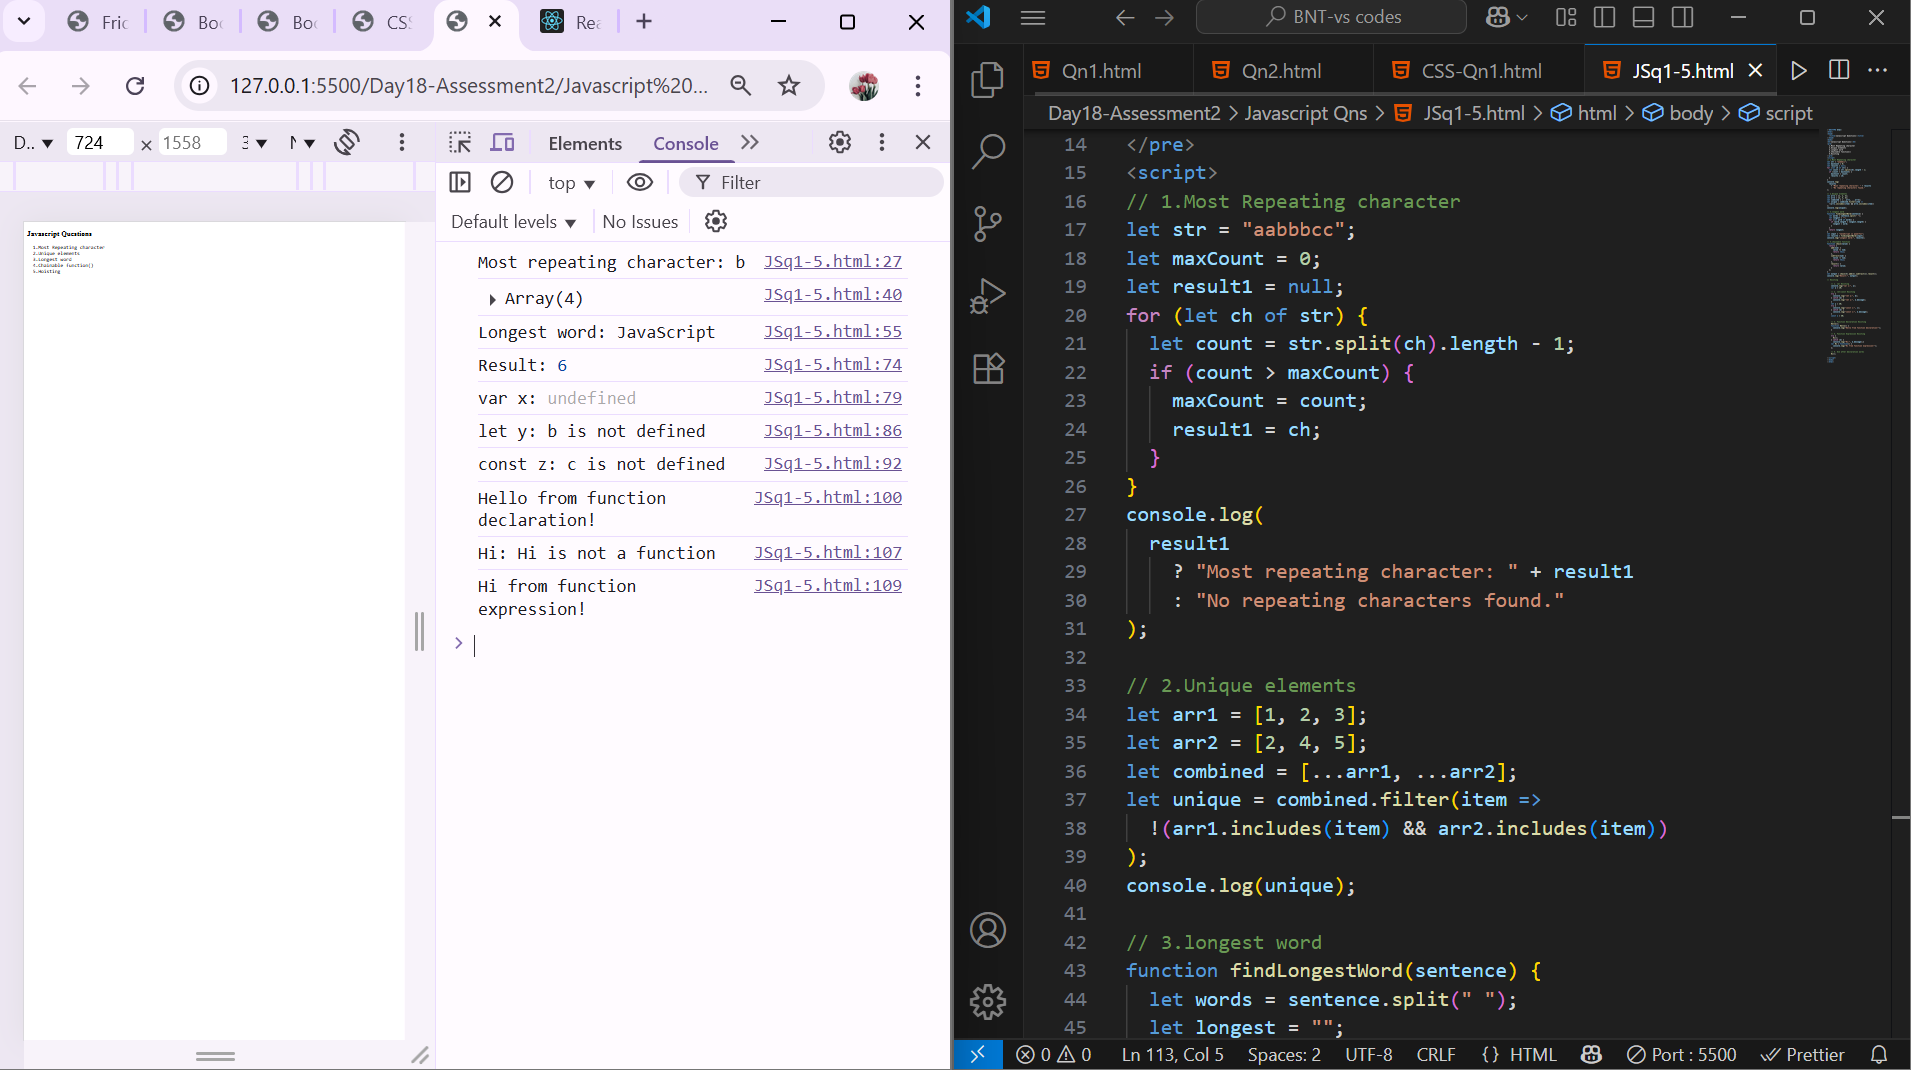 Fric
Boo
Boo
CSS
Rea
127.0.0.1:5500/Day18-Assessment2/Javascript%20...
D.. 724 × 1558
Elements Console
top Filter
Default levels No Issues
Javascript Questions
1.Most Repeating character
2.Unique elements
3.Longest word
4.Chainable function()
5.Hoisting
Most repeating character: b JSq1-5.html:27
Array(4) JSq1-5.html:40
Longest word: JavaScript JSq1-5.html:55
Result: 6 JSq1-5.html:74
var x: undefined JSq1-5.html:79
let y: b is not defined JSq1-5.html:86
const z: c is not defined JSq1-5.html:92
Hello from function JSq1-5.html:100
declaration!
Hi: Hi is not a function JSq1-5.html:107
Hi from function JSq1-5.html:109
expression!
BNT-vs codes
Qn1.html Qn2.html CSS-Qn1.html JSq1-5.html
Day18-Assessment2 > Javascript Qns > JSq1-5.html > html > body > script
14 </pre>
15 <script>
16 // 1.Most Repeating character
17 let str = "aabbbcc";
18 let maxCount = 0;
19 let result1 = null;
20 for (let ch of str) {
21 let count = str.split(ch).length - 1;
22 if (count > maxCount) {
23 maxCount = count;
24 result1 = ch;
25 }
26 }
27 console.log(
28 result1
29 ? "Most repeating character: " + result1
30 : "No repeating characters found."
31 );
32
33 // 2.Unique elements
34 let arr1 = [1, 2, 3];
35 let arr2 = [2, 4, 5];
36 let combined = [...arr1, ...arr2];
37 let unique = combined.filter(item =>
38 !(arr1.includes(item) && arr2.includes(item))
39 );
40 console.log(unique);
41
42 // 3.longest word
43 function findLongestWord(sentence) {
44 let words = sentence.split(" ");
45 let longest = "";
0 0 Ln 113, Col 5 Spaces: 2 UTF-8 CRLF {} HTML Port : 5500 Prettier